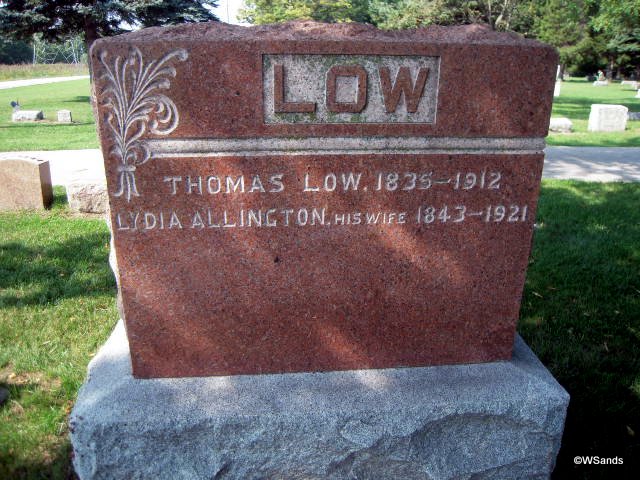 LOW
THOMAS LOW. 1835-1912
LYDIA ALLINGTON. HIS WIFE 1843-1921
©WSands